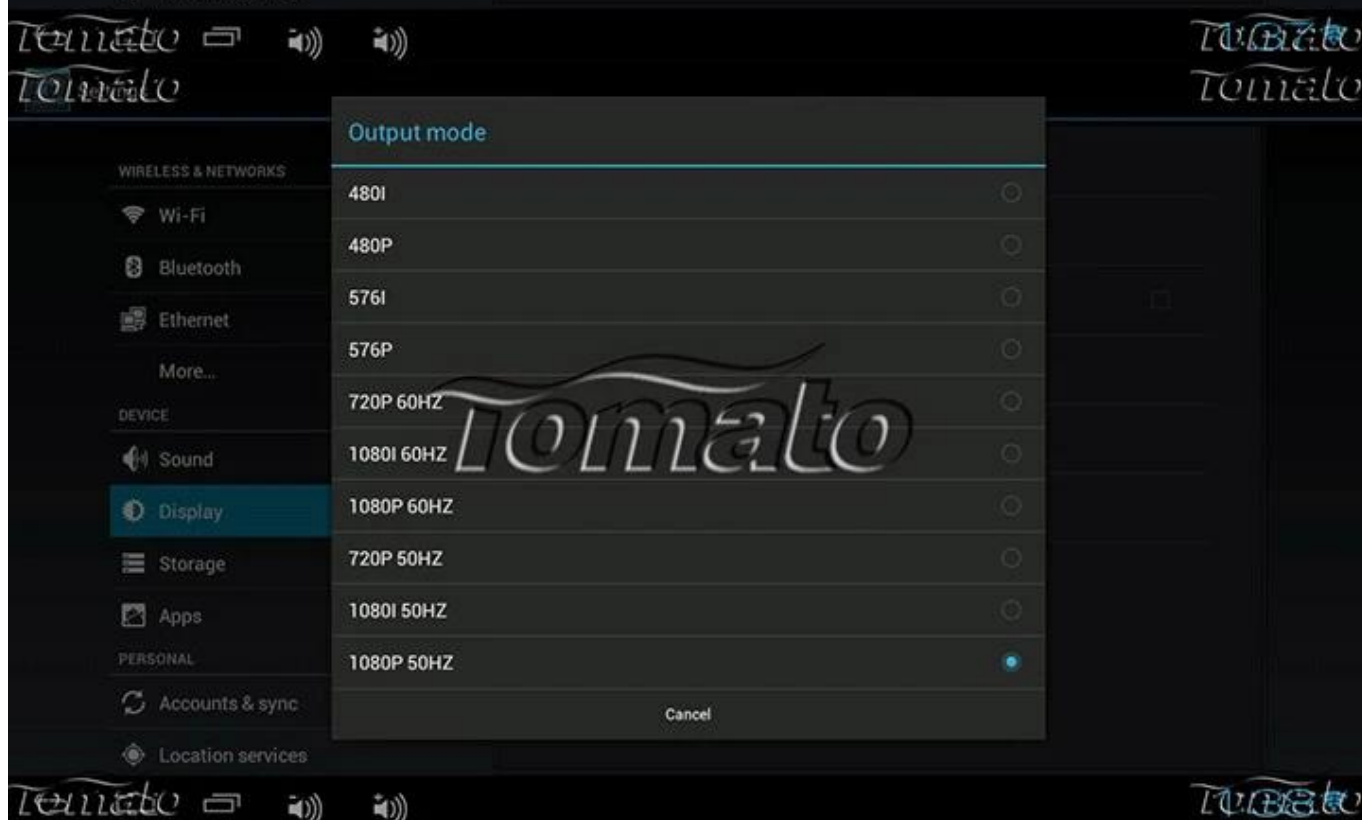 Tomato Tomato
Tomato Tomato
Output mode
WIRELESS & NETWORKS
480I
Wi-Fi
480P
Bluetooth
576I
Ethernet
576P
More...
720P 60HZ
Tomato
DEVICE
1080I 60HZ
Sound
1080P 60HZ
Display
720P 50HZ
Storage
1080I 50HZ
Apps
PERSONAL
1080P 50HZ
Accounts & sync
Cancel
Location services
Tomato Tomato